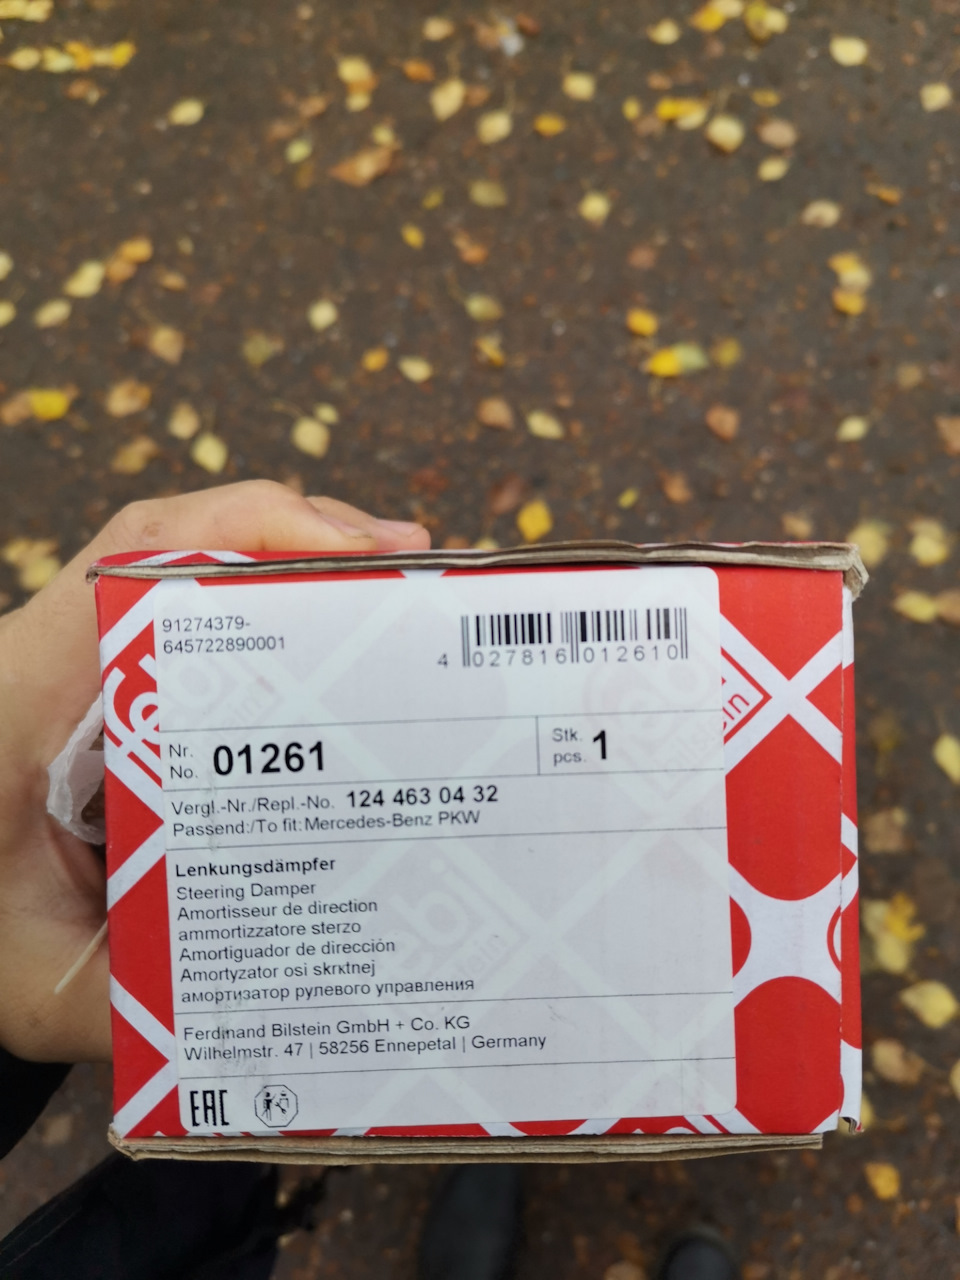 91274379-
645722890001
4 027816 012610
Nr.
No. 01261
Stk.
pcs. 1
Vergl.-Nr./Repl.-No. 124 463 04 32
Passend:/To fit: Mercedes-Benz PKW
Lenkungsdämpfer
Steering Damper
Amortisseur de direction
ammortizzatore sterzo
Amortiguador de dirección
Amortyzator osi skrxtnej
амортизатор рулевого управления
Ferdinand Bilstein GmbH + Co. KG
Wilhelmstr. 47 | 58256 Ennepetal | Germany
EAC